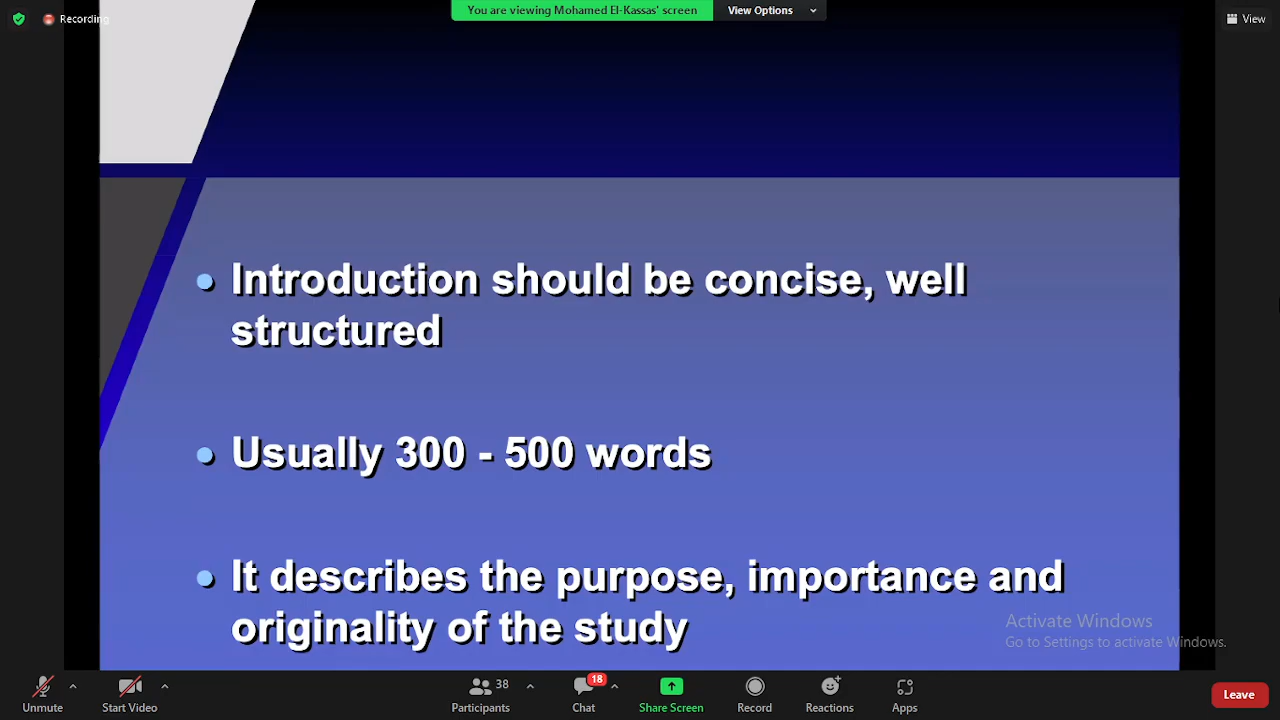 Recording
You are viewing Mohamed El-Kassas' screen
View Options
View
Introduction should be concise, well
structured
Usually 300 - 500 words
It describes the purpose, importance and
originality of the study
Activate Windows
Go to Settings to activate Windows.
Unmute
Start Video
38
Participants
18
Chat
Share Screen
Record
Reactions
Apps
Leave